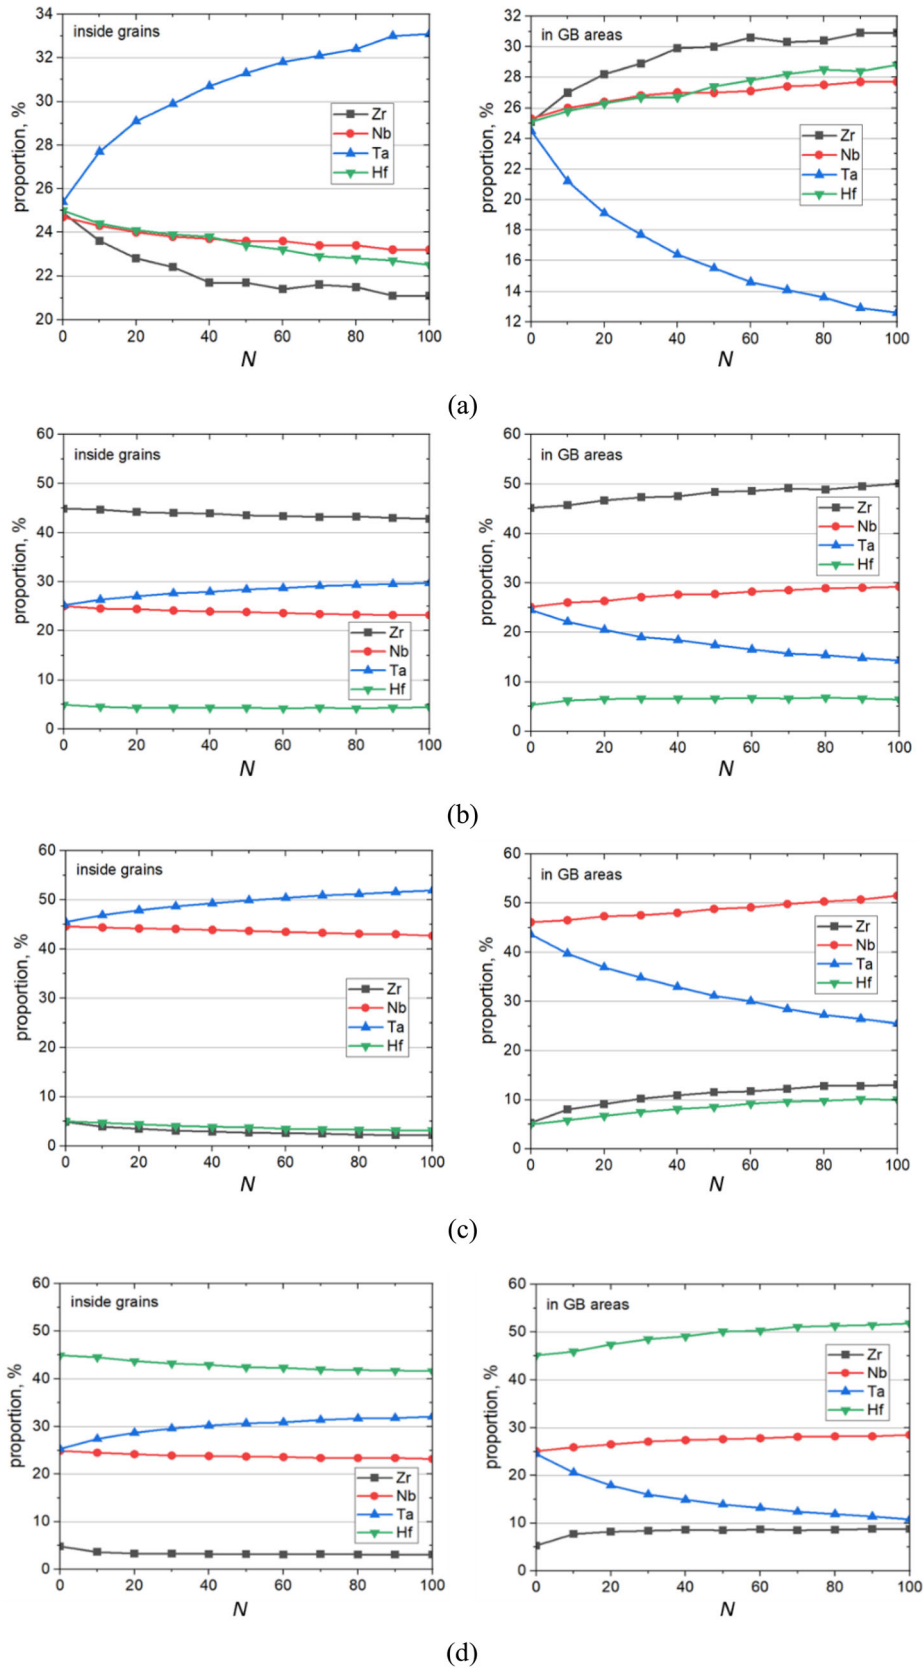 inside grains
proportion, %
34
32
30
28
26
24
22
20
Zr
Nb
Ta
Hf
0 20 40 60 80 100
N
in GB areas
proportion, %
32
30
28
26
24
22
20
18
16
14
12
Zr
Nb
Ta
Hf
0 20 40 60 80 100
N
(a)
inside grains
proportion, %
60
50
40
30
20
10
0
Zr
Nb
Ta
Hf
0 20 40 60 80 100
N
in GB areas
proportion, %
60
50
40
30
20
10
0
Zr
Nb
Ta
Hf
0 20 40 60 80 100
N
(b)
inside grains
proportion, %
60
50
40
30
20
10
0
Zr
Nb
Ta
Hf
0 20 40 60 80 100
N
in GB areas
proportion, %
60
50
40
30
20
10
0
Zr
Nb
Ta
Hf
0 20 40 60 80 100
N
(c)
inside grains
proportion, %
60
50
40
30
20
10
0
Zr
Nb
Ta
Hf
0 20 40 60 80 100
N
in GB areas
proportion, %
60
50
40
30
20
10
0
Zr
Nb
Ta
Hf
0 20 40 60 80 100
N
(d)